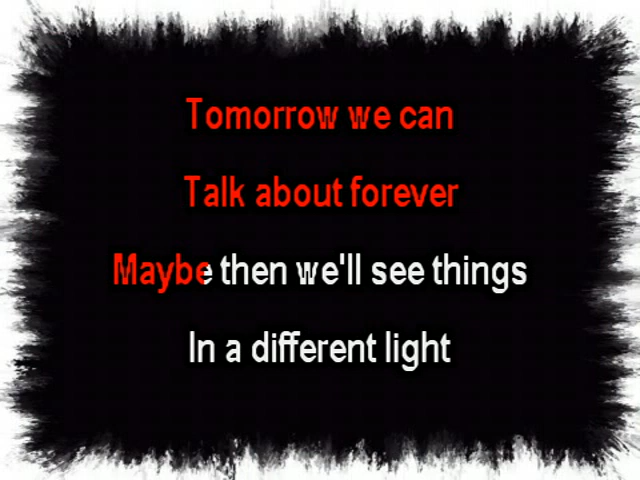 Tomorrow we can
Talk about forever
Maybe then we'll see things
In a different light